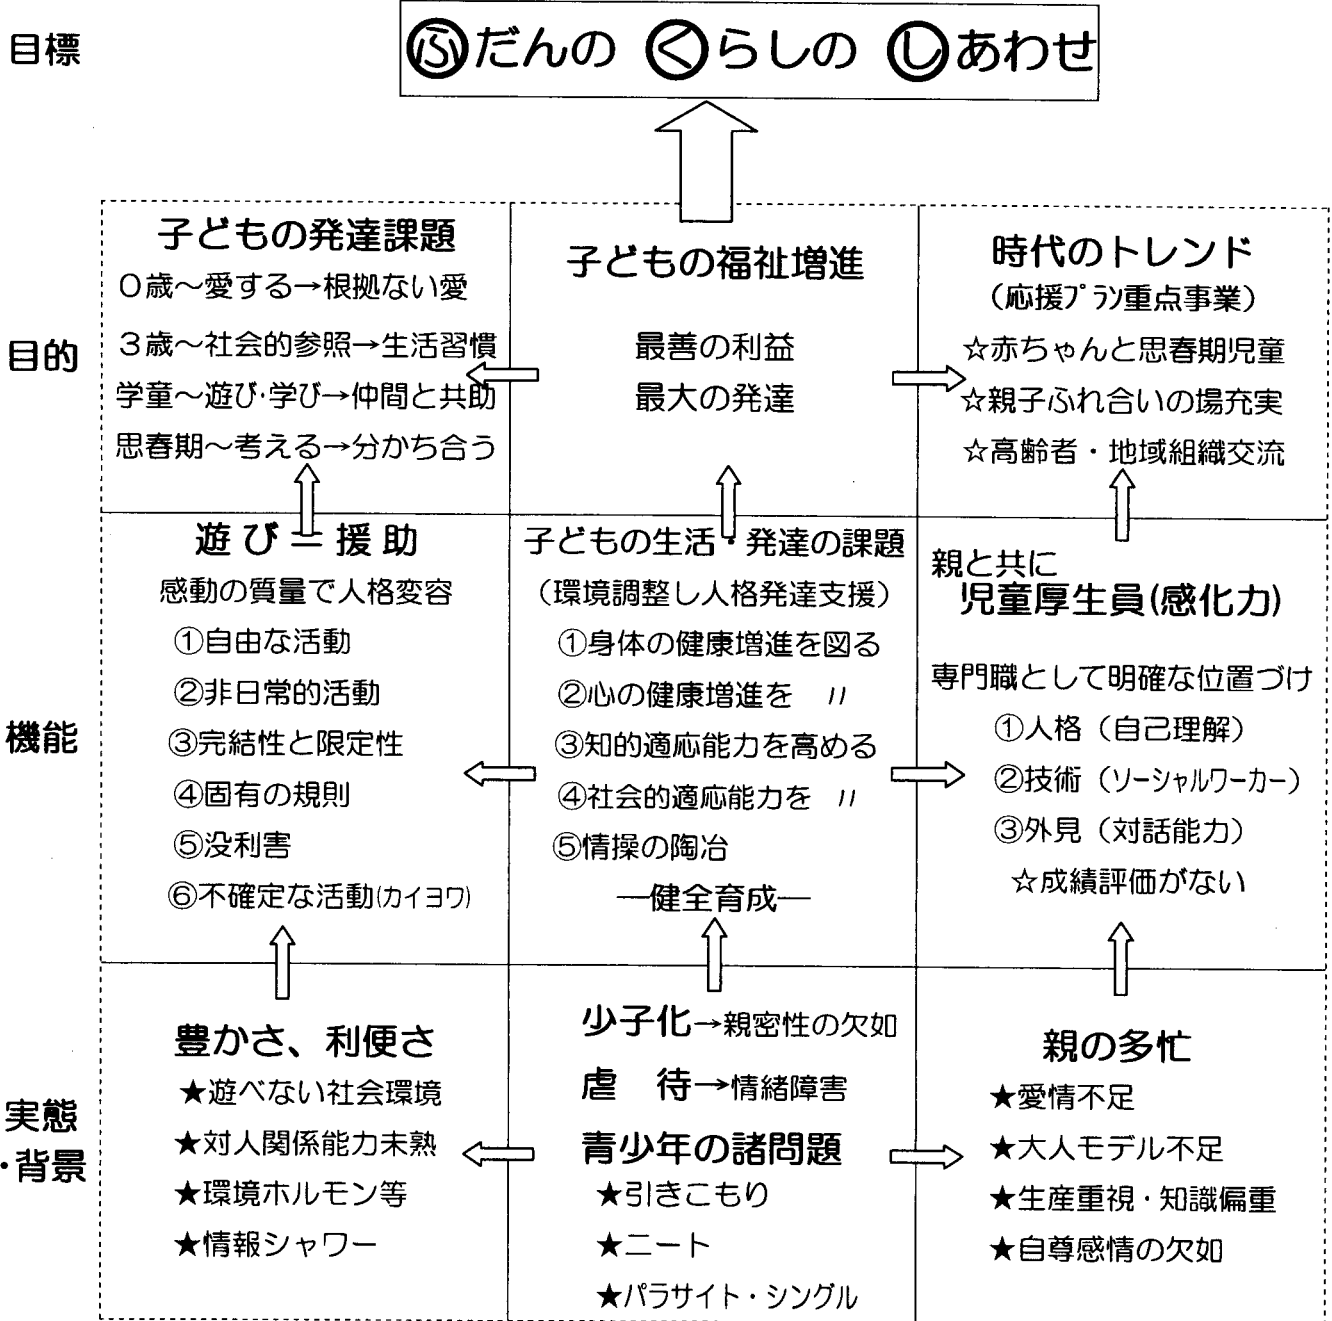 目標
ふだんの くらしの しあわせ
目的
子どもの発達課題
0歳～愛する→根拠ない愛
3歳～社会的参照→生活習慣
学童～遊び・学び→仲間と共助
思春期～考える→分かち合う
子どもの福祉増進
最善の利益
最大の発達
時代のトレンド
（応援プラン重点事業）
☆赤ちゃんと思春期児童
☆親子ふれ合いの場充実
☆高齢者・地域組織交流
機能
遊び＝援助
感動の質量で人格変容
①自由な活動
②非日常的活動
③完結性と限定性
④固有の規則
⑤没利害
⑥不確定な活動(カイヨワ)
子どもの生活・発達の課題
（環境調整し人格発達支援）
①身体の健康増進を図る
②心の健康増進を 〃
③知的適応能力を高める
④社会的適応能力を 〃
⑤情操の陶冶
―健全育成―
親と共に
児童厚生員(感化力)
専門職として明確な位置づけ
①人格（自己理解）
②技術（ソーシャルワーカー）
③外見（対話能力）
☆成績評価がない
実態
・背景
豊かさ、利便さ
★遊べない社会環境
★対人関係能力未熟
★環境ホルモン等
★情報シャワー
少子化→親密性の欠如
虐 待→情緒障害
青少年の諸問題
★引きこもり
★ニート
★パラサイト・シングル
親の多忙
★愛情不足
★大人モデル不足
★生産重視・知識偏重
★自尊感情の欠如